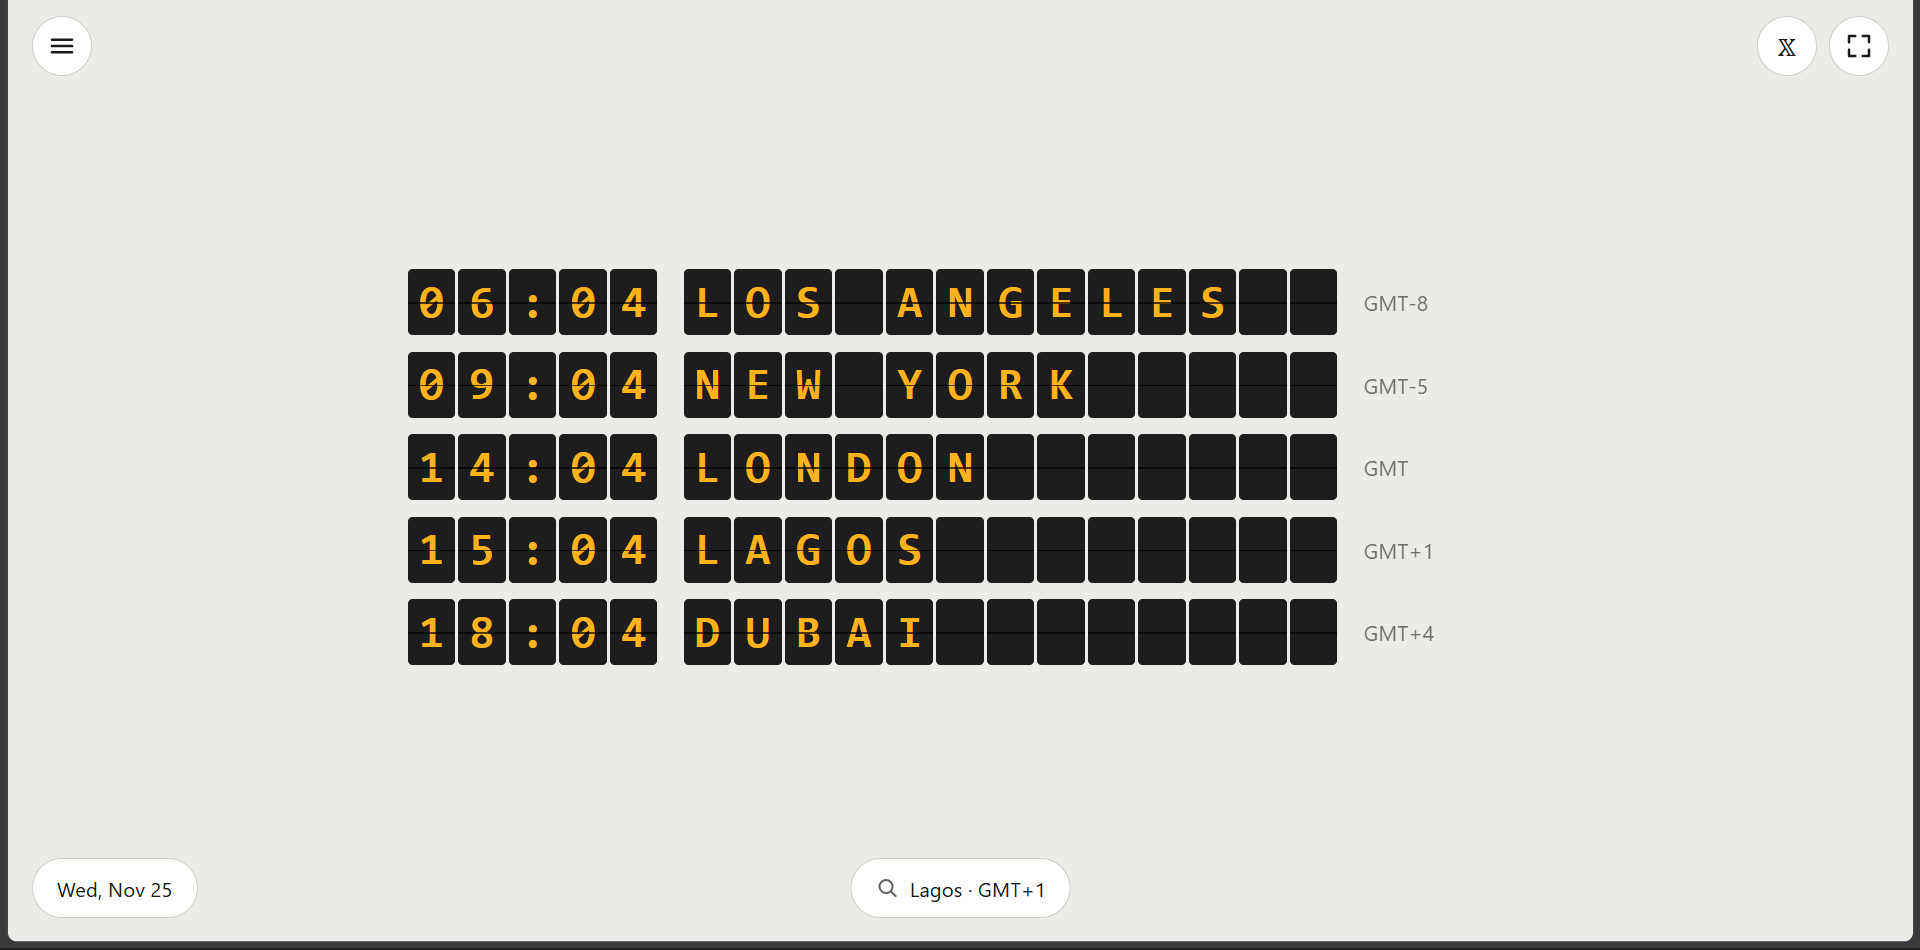 𝕏
06:04 LOS ANGELES GMT-8
09:04 NEW YORK GMT-5
14:04 LONDON GMT
15:04 LAGOS GMT+1
18:04 DUBAI GMT+4
Wed, Nov 25
Lagos · GMT+1